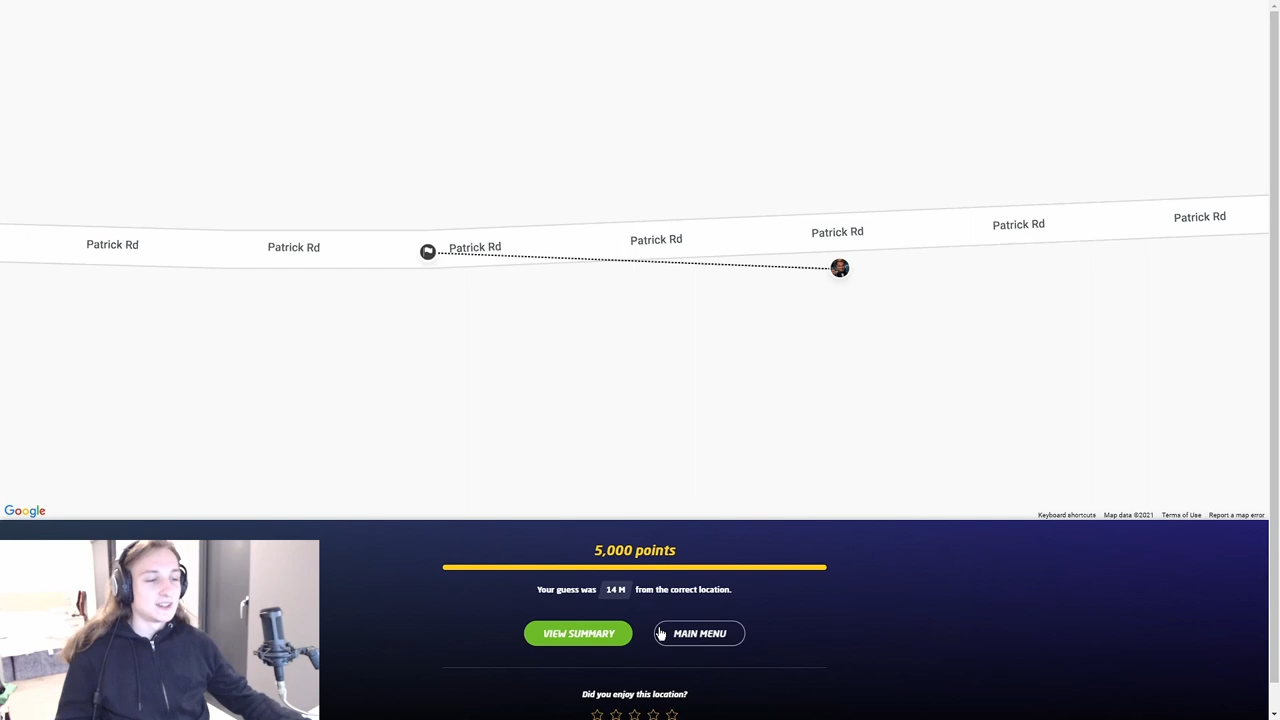 Patrick Rd
Patrick Rd
Patrick Rd
Patrick Rd
Patrick Rd
Patrick Rd
Patrick Rd
Google
Keyboard shortcuts
Map data ©2021
Terms of Use
Report a map error
5,000 points
Your guess was 14 M from the correct location.
VIEW SUMMARY
MAIN MENU
Did you enjoy this location?